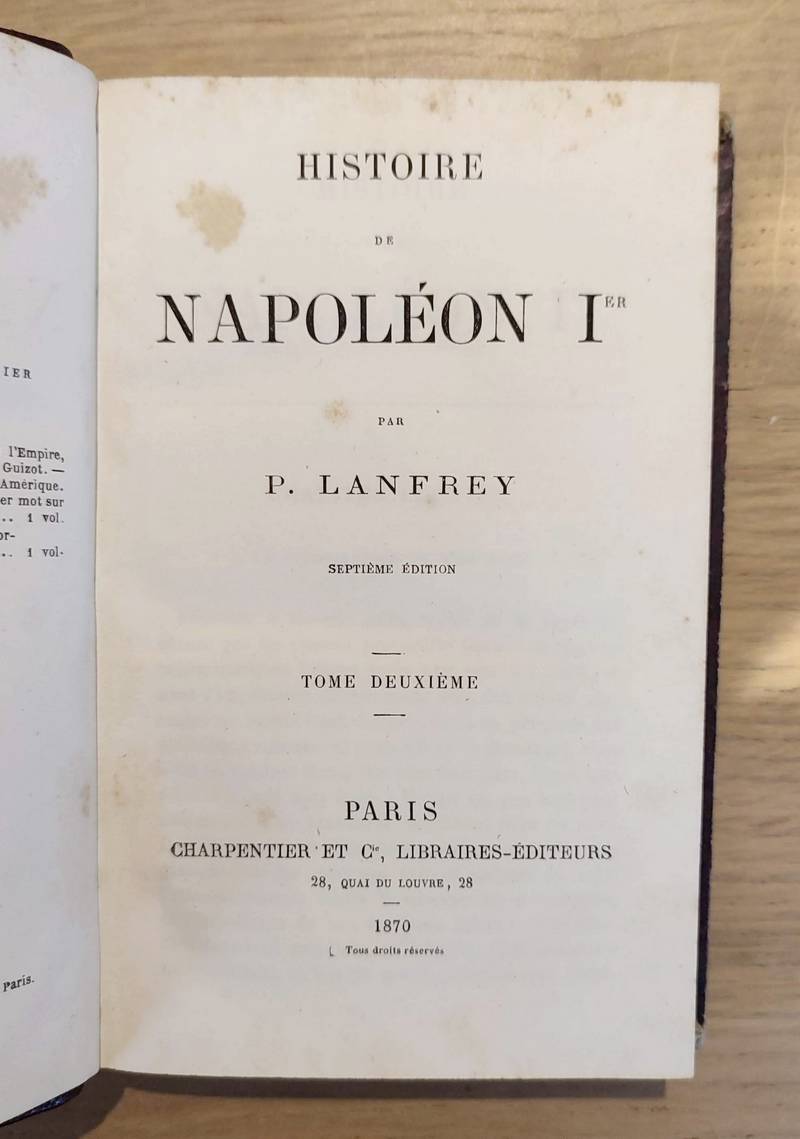 IER
l'Empire,
Guizot. —
Amérique.
er mot sur
.. 1 vol.
or-
.. 1 vol.
Paris.
HISTOIRE
DE
NAPOLÉON IER
PAR
P. LANFREY
SEPTIÈME ÉDITION
TOME DEUXIÈME
PARIS
CHARPENTIER ET Cie, LIBRAIRES-ÉDITEURS
28, QUAI DU LOUVRE, 28
1870
Tous droits réservés